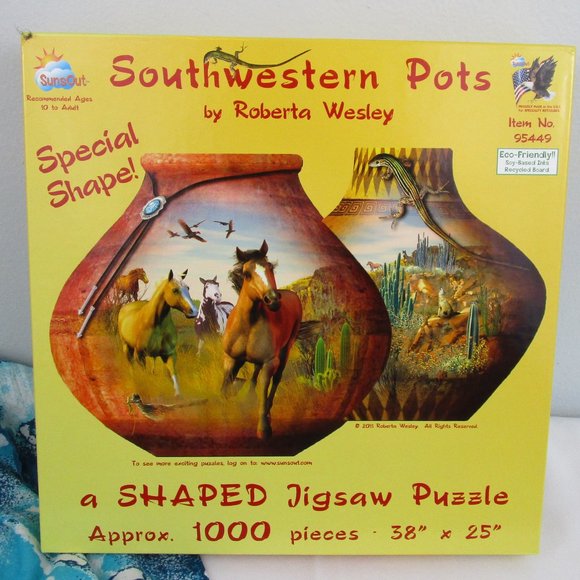 SunsOut
Recommended Ages
10 to Adult
Southwestern Pots
by Roberta Wesley
Item No.
95449
Special
Shape!
Eco-Friendly!!
Soy-Based Inks
Recycled Board
© 2011 Roberta Wesley. All Rights Reserved.
To see more exciting puzzles, log on to: www.sunsout.com
a SHAPED Jigsaw Puzzle
Approx. 1000 pieces · 38" x 25"